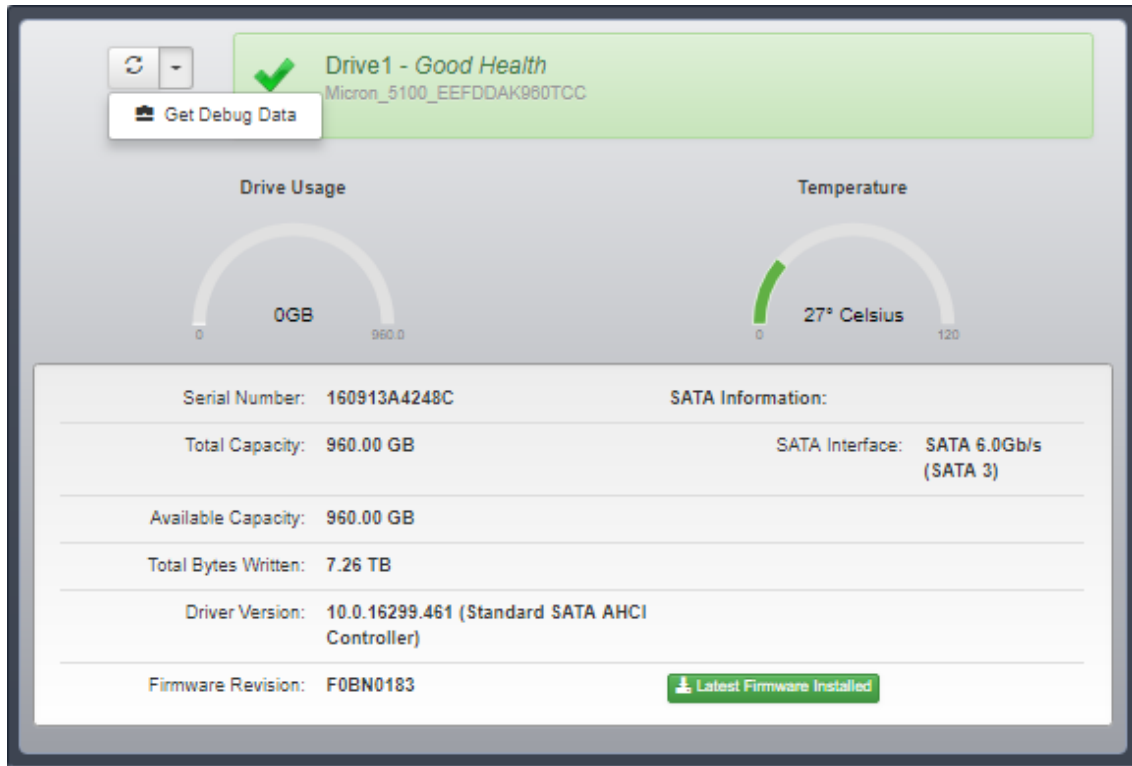 Drive1 - Good Health
Micron_5100_EEFDDAK960TCC
Get Debug Data
Drive Usage
Temperature
0GB
0
960.0
27° Celsius
0
120
Serial Number: 160913A4248C
SATA Information:
Total Capacity: 960.00 GB
SATA Interface: SATA 6.0Gb/s
(SATA 3)
Available Capacity: 960.00 GB
Total Bytes Written: 7.26 TB
Driver Version: 10.0.16299.461 (Standard SATA AHCI
Controller)
Firmware Revision: F0BN0183
Latest Firmware Installed